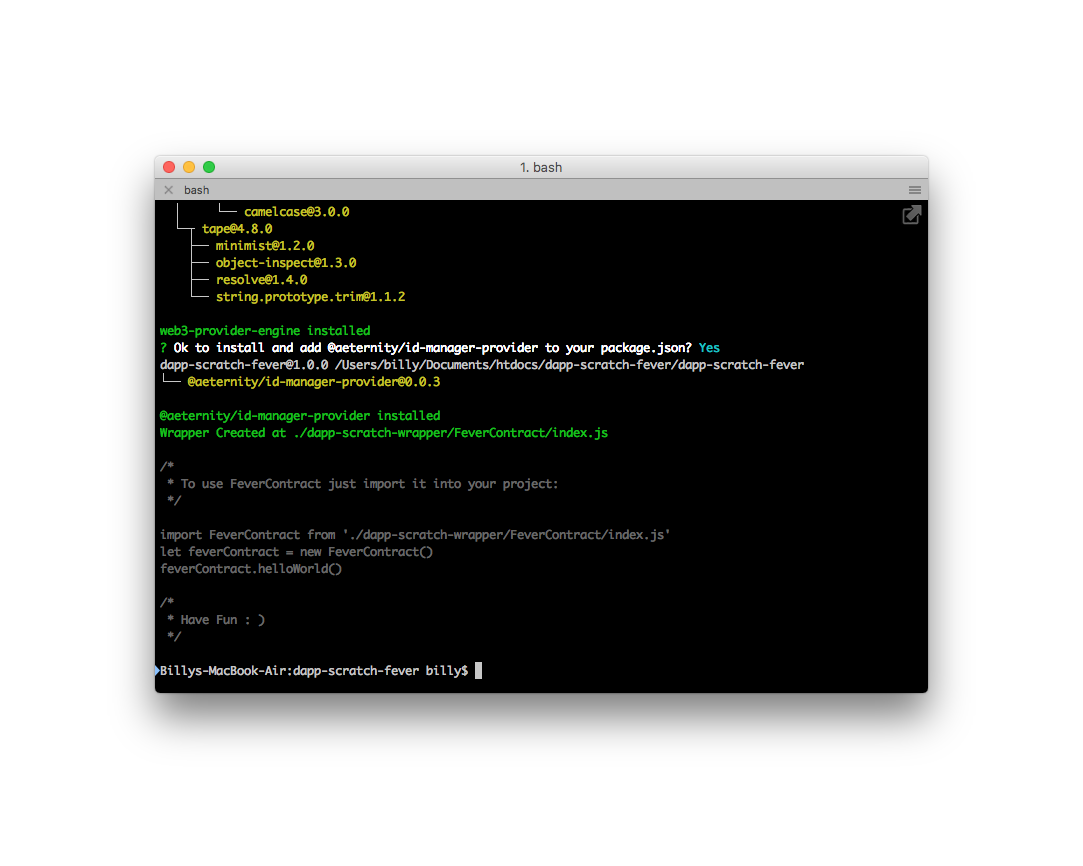 1. bash
bash
camelcase@3.0.0
tape@4.8.0
minimist@1.2.0
object-inspect@1.3.0
resolve@1.4.0
string.prototype.trim@1.1.2
web3-provider-engine installed
? Ok to install and add @aeternity/id-manager-provider to your package.json? Yes
dapp-scratch-fever@1.0.0 /Users/billy/Documents/htdocs/dapp-scratch-fever/dapp-scratch-fever
└── @aeternity/id-manager-provider@0.0.3
@aeternity/id-manager-provider installed
Wrapper Created at ./dapp-scratch-wrapper/FeverContract/index.js
/*
* To use FeverContract just import it into your project:
*/
import FeverContract from './dapp-scratch-wrapper/FeverContract/index.js'
let feverContract = new FeverContract()
feverContract.helloWorld()
/*
* Have Fun : )
*/
Billys-MacBook-Air:dapp-scratch-fever billy$